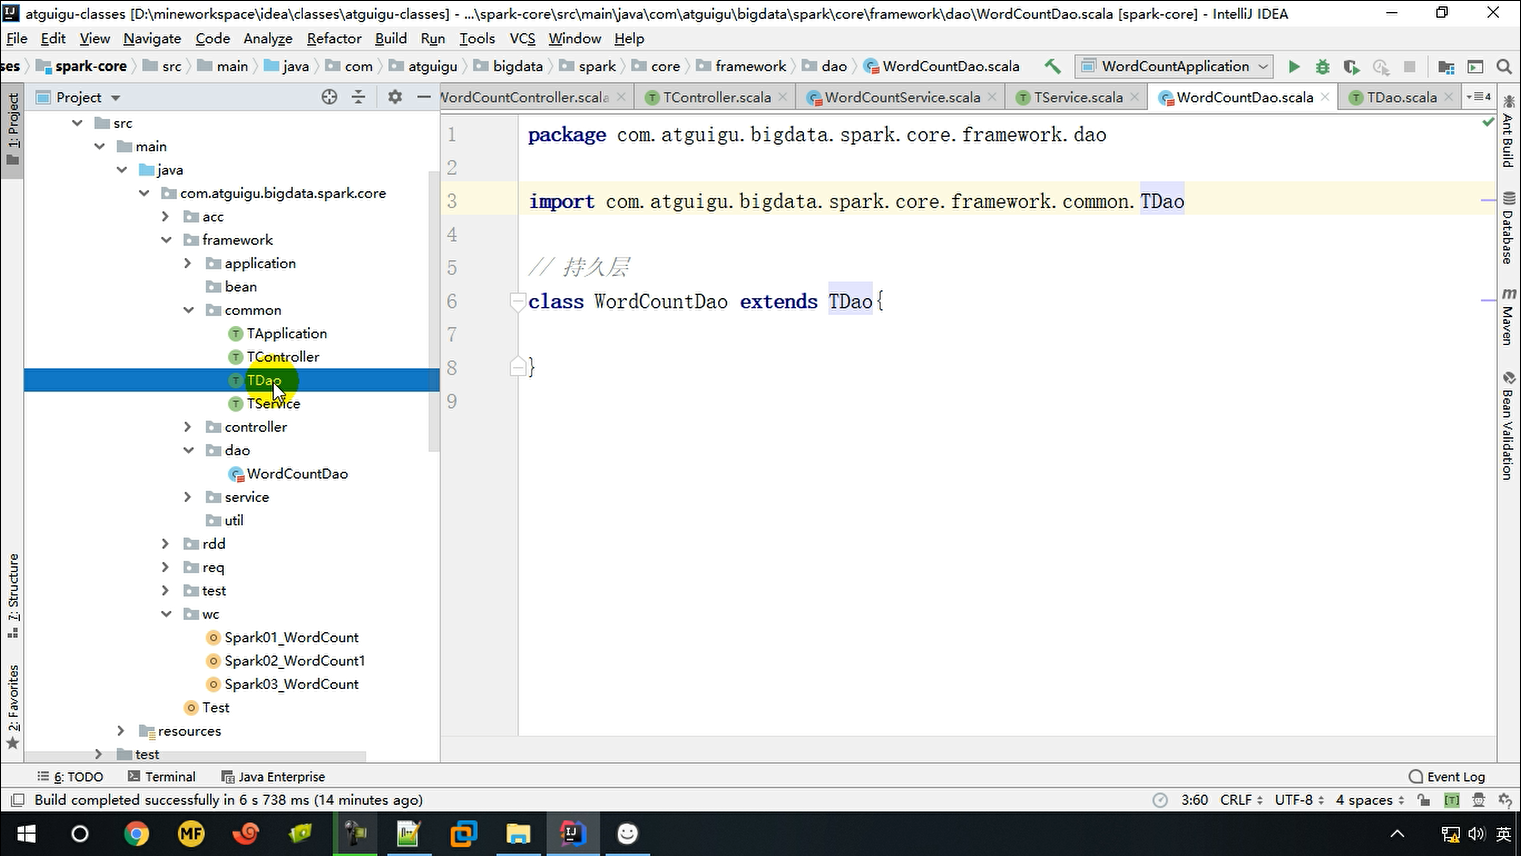 atguigu-classes [D:\mineworkspace\idea\classes\atguigu-classes] - ...\spark-core\src\main\java\com\atguigu\bigdata\spark\core\framework\dao\WordCountDao.scala [spark-core] - IntelliJ IDEA
File Edit View Navigate Code Analyze Refactor Build Run Tools VCS Window Help
ses spark-core src main java com atguigu bigdata spark core framework dao WordCountDao.scala WordCountApplication
Project
WordCountController.scala TController.scala WordCountService.scala TService.scala WordCountDao.scala TDao.scala 4
1: Project
7: Structure
2: Favorites
src
main
java
com.atguigu.bigdata.spark.core
acc
framework
application
bean
common
TApplication
TController
TDao
TService
controller
dao
WordCountDao
service
util
rdd
req
test
wc
Spark01_WordCount
Spark02_WordCount1
Spark03_WordCount
Test
resources
test
1 package com.atguigu.bigdata.spark.core.framework.dao
2
3 import com.atguigu.bigdata.spark.core.framework.common.TDao
4
5 // 持久层
6 class WordCountDao extends TDao{
7
8 }
9
Ant Build
Database
Maven
Bean Validation
6: TODO Terminal Java Enterprise Event Log
Build completed successfully in 6 s 738 ms (14 minutes ago) 3:60 CRLF UTF-8 4 spaces [T]
MF 英